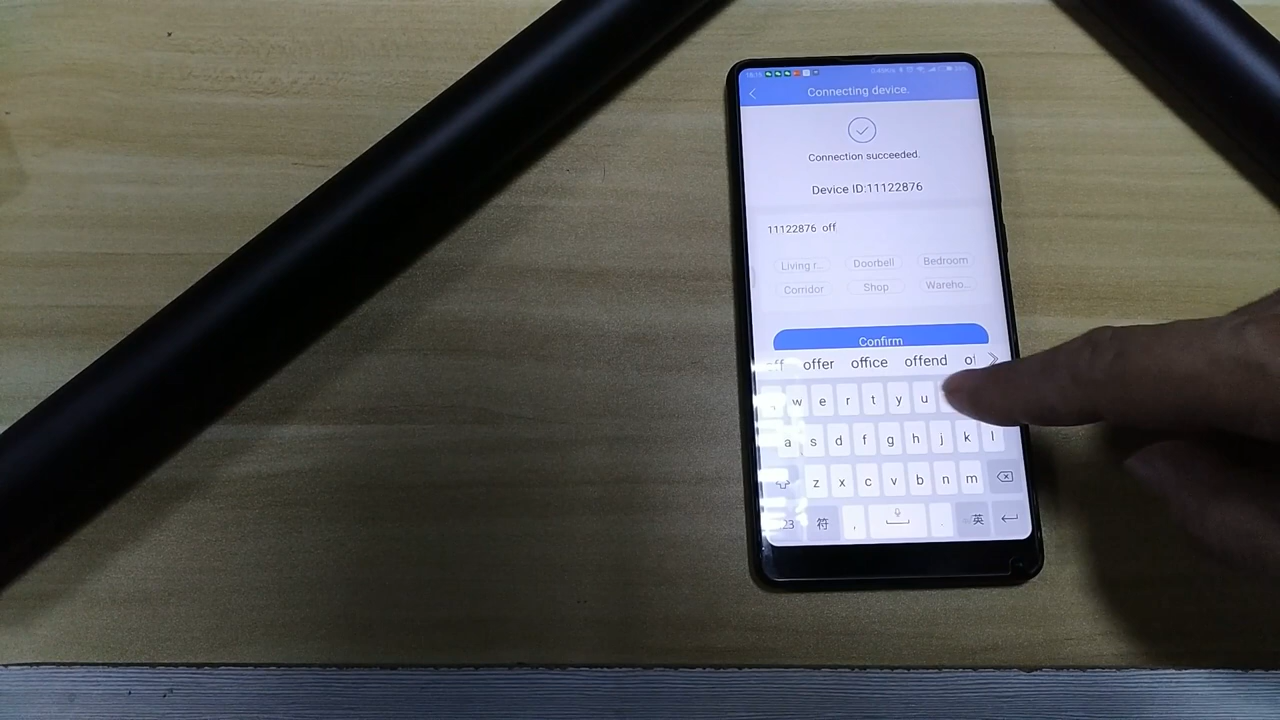 Connecting device.
Connection succeeded.
Device ID:11122876
11122876 off
Living r... Doorbell Bedroom
Corridor Shop Wareho...
Confirm
off offer office offend
w e r t y u
a s d f g h j k l
z x c v b n m
符 , . 英